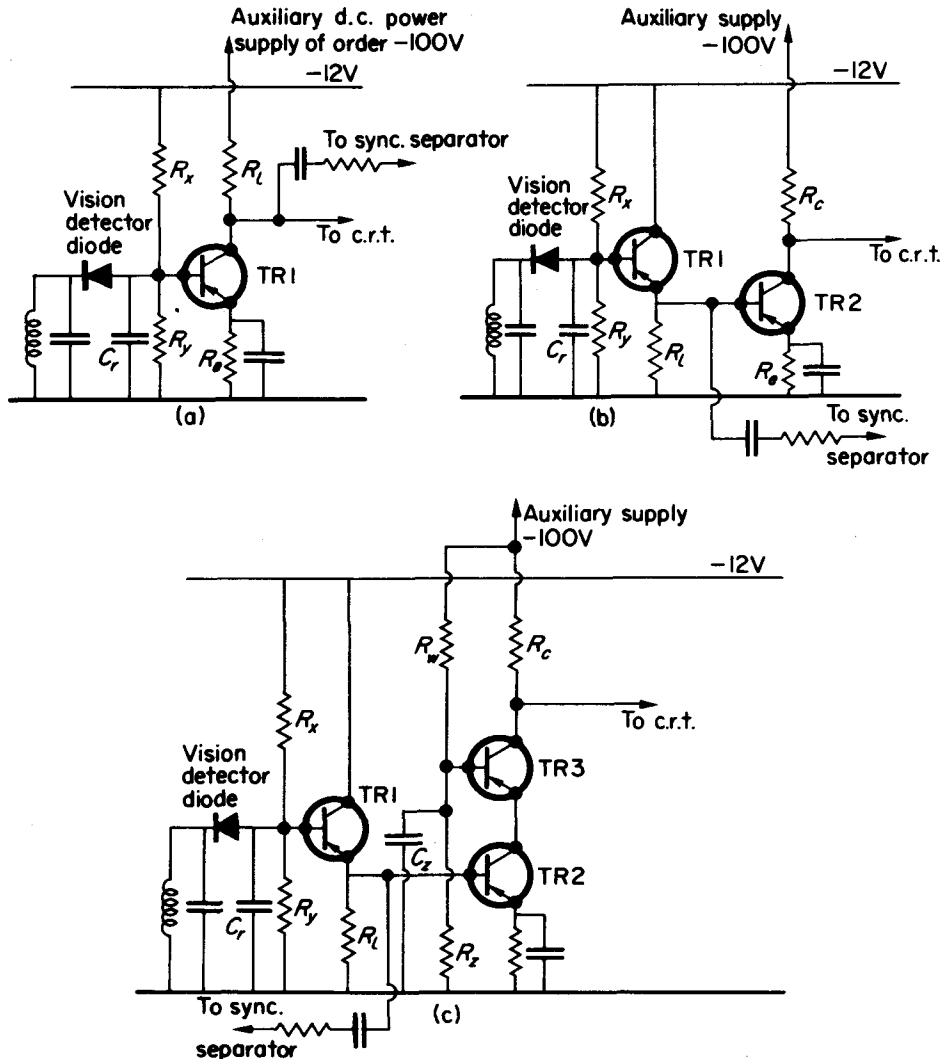 Auxiliary d.c. power
supply of order -100V
-12V
Rx
Rl
To sync. separator
Vision
detector
diode
To c.r.t.
TR1
Cr
Ry
Re
(a)
Auxiliary supply
-100V
-12V
Rx
Rc
Vision
detector
diode
TR1
To c.r.t.
TR2
Cr
Ry
Rl
Re
(b)
To sync.
separator
Auxiliary supply
-100V
-12V
Rw
Rc
Rx
To c.r.t.
Vision
detector
diode
TR3
TR1
Cz
TR2
Cr
Ry
Rl
Rz
To sync.
(c)
separator